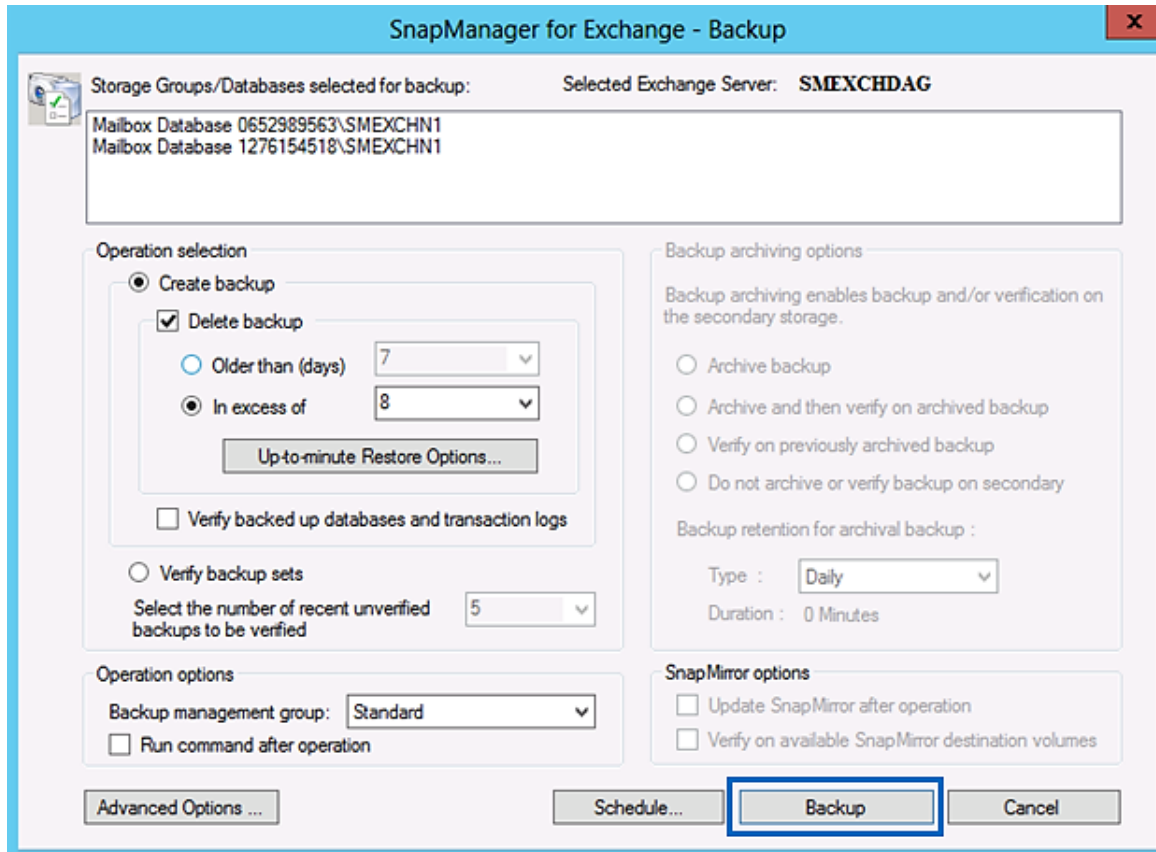 SnapManager for Exchange - Backup
x
Storage Groups/Databases selected for backup:
Selected Exchange Server: SMEXCHDAG
Mailbox Database 0652989563\SMEXCHN1
Mailbox Database 1276154518\SMEXCHN1
Operation selection
Create backup
Delete backup
Older than (days) 7
In excess of 8
Up-to-minute Restore Options...
Verify backed up databases and transaction logs
Verify backup sets
Select the number of recent unverified
backups to be verified
5
Backup archiving options
Backup archiving enables backup and/or verification on
the secondary storage.
Archive backup
Archive and then verify on archived backup
Verify on previously archived backup
Do not archive or verify backup on secondary
Backup retention for archival backup :
Type : Daily
Duration : 0 Minutes
Operation options
Backup management group: Standard
Run command after operation
SnapMirror options
Update SnapMirror after operation
Verify on available SnapMirror destination volumes
Advanced Options ...
Schedule...
Backup
Cancel